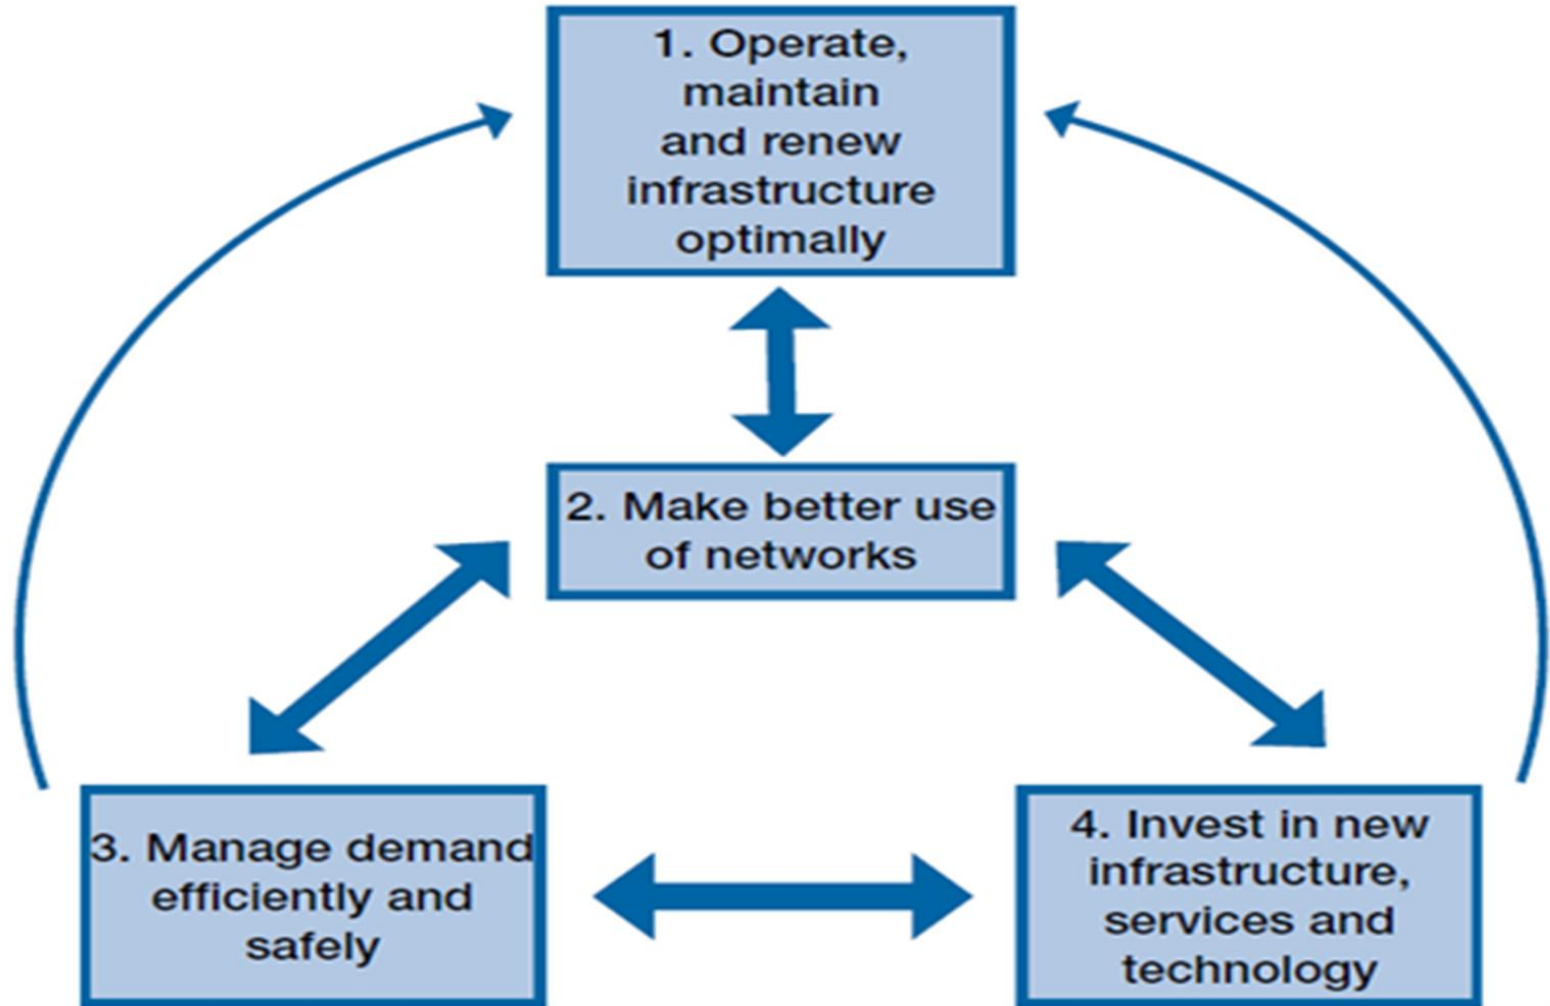 1. Operate,
maintain
and renew
infrastructure
optimally
2. Make better use
of networks
3. Manage demand
efficiently and
safely
4. Invest in new
infrastructure,
services and
technology